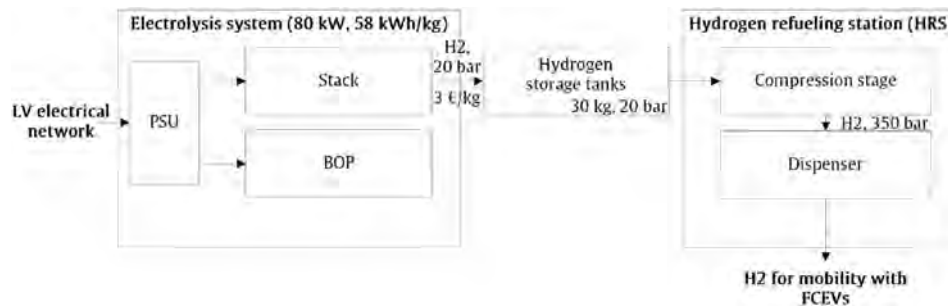 Electrolysis system (80 kW, 58 kWh/kg)
Hydrogen refueling station (HRS
LV electrical
network
PSU
Stack
BOP
H2,
20 bar
3 €/kg
Hydrogen
storage tanks
30 kg, 20 bar
Compression stage
H2, 350 bar
Dispenser
H2 for mobility with
FCEVs